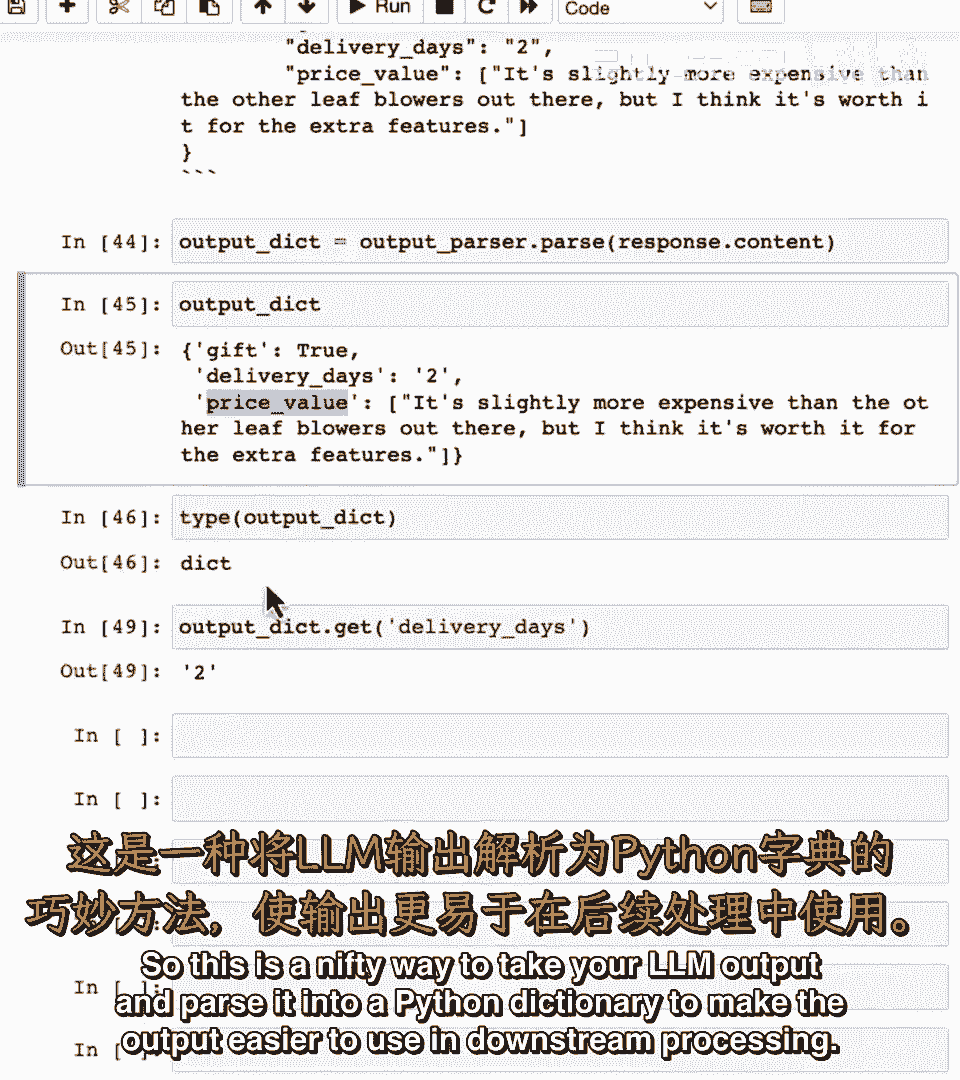 Run
Code
"delivery_days": "2",
"price_value": ["It's slightly more expensive than
the other leaf blowers out there, but I think it's worth i
t for the extra features."]
}
```
In [44]: output_dict = output_parser.parse(response.content)
In [45]: output_dict
Out[45]: {'gift': True,
'delivery_days': '2',
'price_value': ["It's slightly more expensive than the ot
her leaf blowers out there, but I think it's worth it for
the extra features."]}
In [46]: type(output_dict)
Out[46]: dict
In [49]: output_dict.get('delivery_days')
Out[49]: '2'
In [ ]:
In [ ]:
这是一种将LLM输出解析为Python字典的
巧妙方法，使输出更易于在后续处理中使用。
So this is a nifty way to take your LLM output
In [ ]:
and parse it into a Python dictionary to make the
output easier to use in downstream processing.
In [